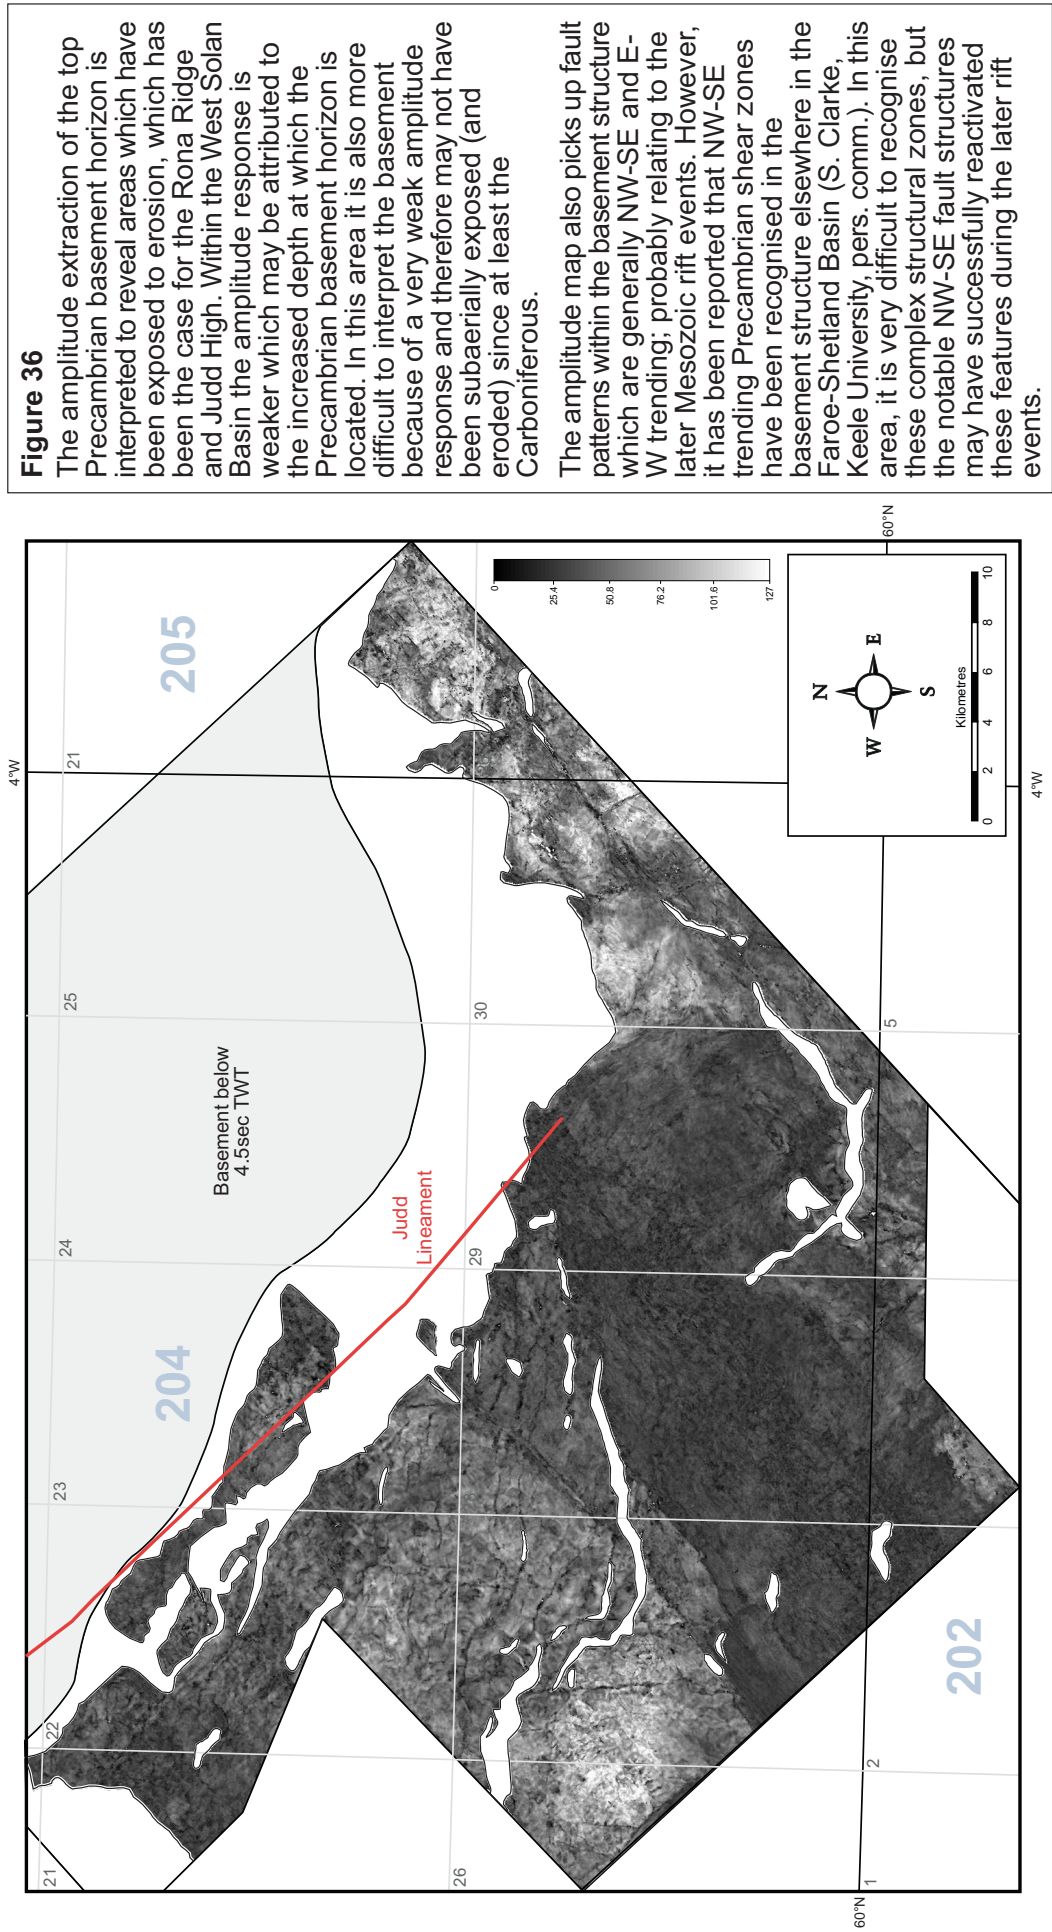 Figure 36
The amplitude extraction of the top
Precambrian basement horizon is
interpreted to reveal areas which have
been exposed to erosion, which has
been the case for the Rona Ridge
and Judd High. Within the West Solan
Basin the amplitude response is
weaker which may be attributed to
the increased depth at which the
Precambrian basement horizon is
located. In this area it is also more
difficult to interpret the basement
because of a very weak amplitude
response and therefore may not have
been subaerially exposed (and
eroded) since at least the
Carboniferous.
The amplitude map also picks up fault
patterns within the basement structure
which are generally NW-SE and E-
W trending; probably relating to the
later Mesozoic rift events. However,
it has been reported that NW-SE
trending Precambrian shear zones
have been recognised in the
basement structure elsewhere in the
Faroe-Shetland Basin (S. Clarke,
Keele University, pers. comm.). In this
area, it is very difficult to recognise
these complex structural zones, but
the notable NW-SE fault structures
may have successfully reactivated
these features during the later rift
events.
4°W
21
22
23
24
25
21
204
205
Basement below
4.5sec TWT
Judd
Lineament
26
29
30
0
25.4
50.8
76.2
101.6
127
60°N
1
2
5
60°N
202
N
W
E
S
Kilometres
0
2
4
6
8
10
4°W